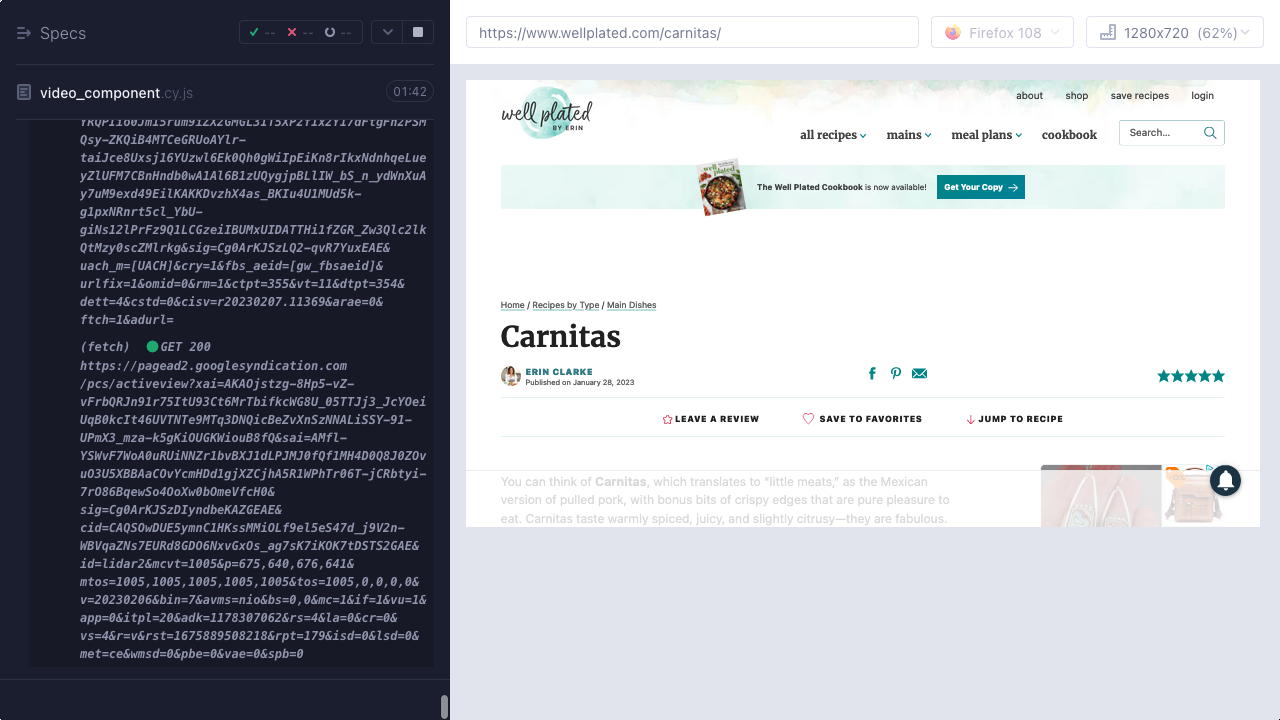 Specs
--
--
--
video_component.cy.js
01:42
Qsy-ZKQiB4MTCeGRUoAYlr-
taiJce8Uxsj16YUzwl6Ek0Qh0gWiIpEiKn8rIkxNdnhqeLue
yZlUFM7CBnHndb0wA1Al6B1zUQygjpBLlIW_bS_n_ydWnXuA
y7uM9exd49EilKAKKDvzhX4as_BKIu4U1MUd5k-
g1pxNRnrt5cl_YbU-
giNs12lPrFz9Q1LCGzeiIBUMxUIDATTHi1fZGR_Zw3Qlc2lk
QtMzy0scZMlrkg&sig=Cg0ArKJSzLQ2-qvR7YuxEAE&
uach_m=[UACH]&cry=1&fbs_aeid=[gw_fbsaeid]&
urlfix=1&omid=0&rm=1&ctpt=355&vt=11&dtpt=354&
dett=4&cstd=0&cisv=r20230207.11369&arae=0&
ftch=1&adurl=
(fetch) GET 200
https://pagead2.googlesyndication.com
/pcs/activeview?xai=AKAOjstzg-8Hp5-vZ-
vFrbQRJn91r75ItU93Ct6MrTbifkcWG8U_05TTJj3_JcYOei
UqB0kcIt46UVTNTe9MTq3DNQicBeZvXnSzNNALiSSY-91-
UPmX3_mza-k5gKiOUGKWiouB8fQ&sai=AMfl-
YSWvF7WoA0uRUiNNZr1bvBXJ1dLPJMJ0fQf1MH4D0Q8J0ZOv
uO3U5XBBAaCOvYcmHDd1gjXZCjhA5R1WPhTr06T-jCRbtyi-
7rO86BqewSo4OoXw0bOmeVfcH0&
sig=Cg0ArKJSzDIyndbeKAZGEAE&
cid=CAQSOwDUE5ymnC1HKssMMiOLf9el5eS47d_j9V2n-
WBVqaZNs7EURd8GDO6NxvGxOs_ag7sK7iKOK7tDSTS2GAE&
id=lidar2&mcvt=1005&p=675,640,676,641&
mtos=1005,1005,1005,1005,1005&tos=1005,0,0,0,0&
v=20230206&bin=7&avms=nio&bs=0,0&mc=1&if=1&vu=1&
app=0&itpl=20&adk=1178307062&rs=4&la=0&cr=0&
vs=4&r=v&rst=1675889508218&rpt=179&isd=0&lsd=0&
met=ce&wmsd=0&pbe=0&vae=0&spb=0
https://www.wellplated.com/carnitas/
Firefox 108
1280x720 (62%)
about shop save recipes login
well plated
BY ERIN
all recipes mains meal plans cookbook
Search...
The Well Plated Cookbook is now available!
Get Your Copy
Home / Recipes by Type / Main Dishes
Carnitas
ERIN CLARKE
Published on January 28, 2023
LEAVE A REVIEW
SAVE TO FAVORITES
JUMP TO RECIPE
You can think of Carnitas, which translates to “little meats,” as the Mexican
version of pulled pork, with bonus bits of crispy edges that are pure pleasure to
eat. Carnitas taste warmly spiced, juicy, and slightly citrusy—they are fabulous.